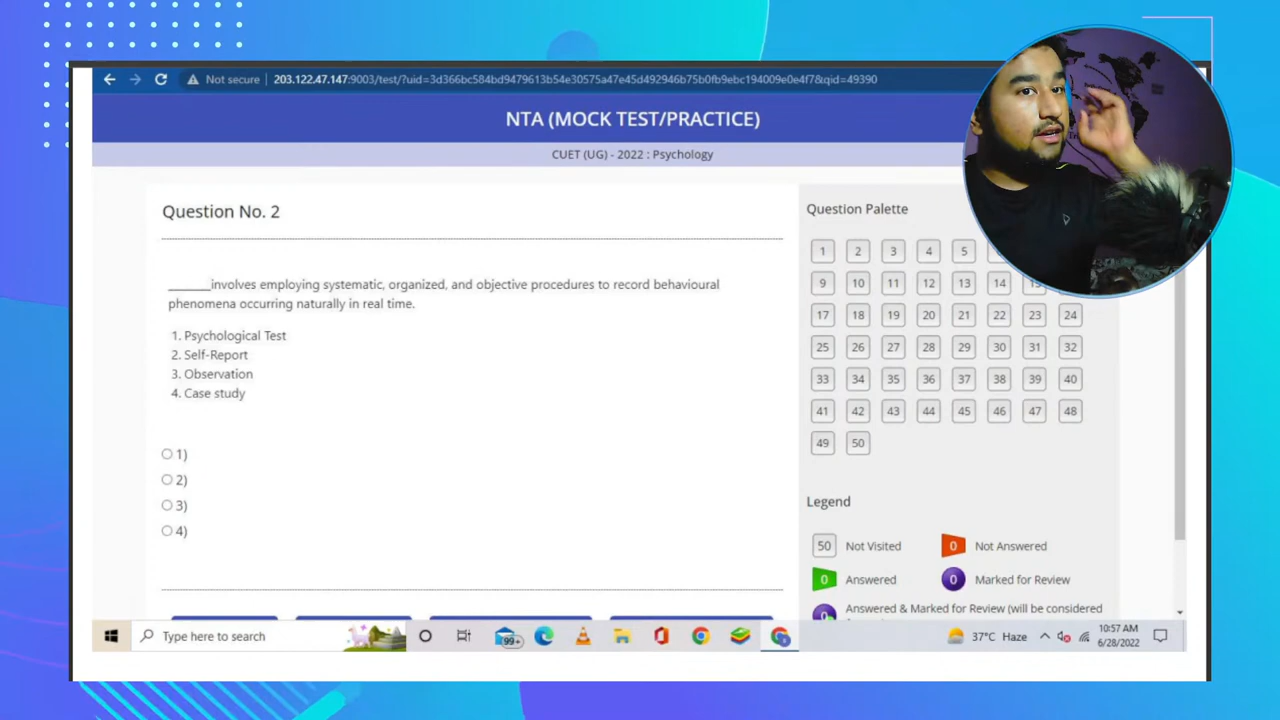 Not secure | 203.122.47.147:9003/test/?uid=3d366bc584bd9479613b54e30575a47e45d492946b75b0fb9ebc194009e0e4f7&qid=49390
NTA (MOCK TEST/PRACTICE)
CUET (UG) - 2022 : Psychology
Question No. 2
_______involves employing systematic, organized, and objective procedures to record behavioural
phenomena occurring naturally in real time.
1. Psychological Test
2. Self-Report
3. Observation
4. Case study
1)
2)
3)
4)
Question Palette
1 2 3 4 5
9 10 11 12 13 14
17 18 19 20 21 22 23 24
25 26 27 28 29 30 31 32
33 34 35 36 37 38 39 40
41 42 43 44 45 46 47 48
49 50
Legend
50 Not Visited 0 Not Answered
0 Answered 0 Marked for Review
Answered & Marked for Review (will be considered
Type here to search
99+
37°C Haze
10:57 AM
6/28/2022